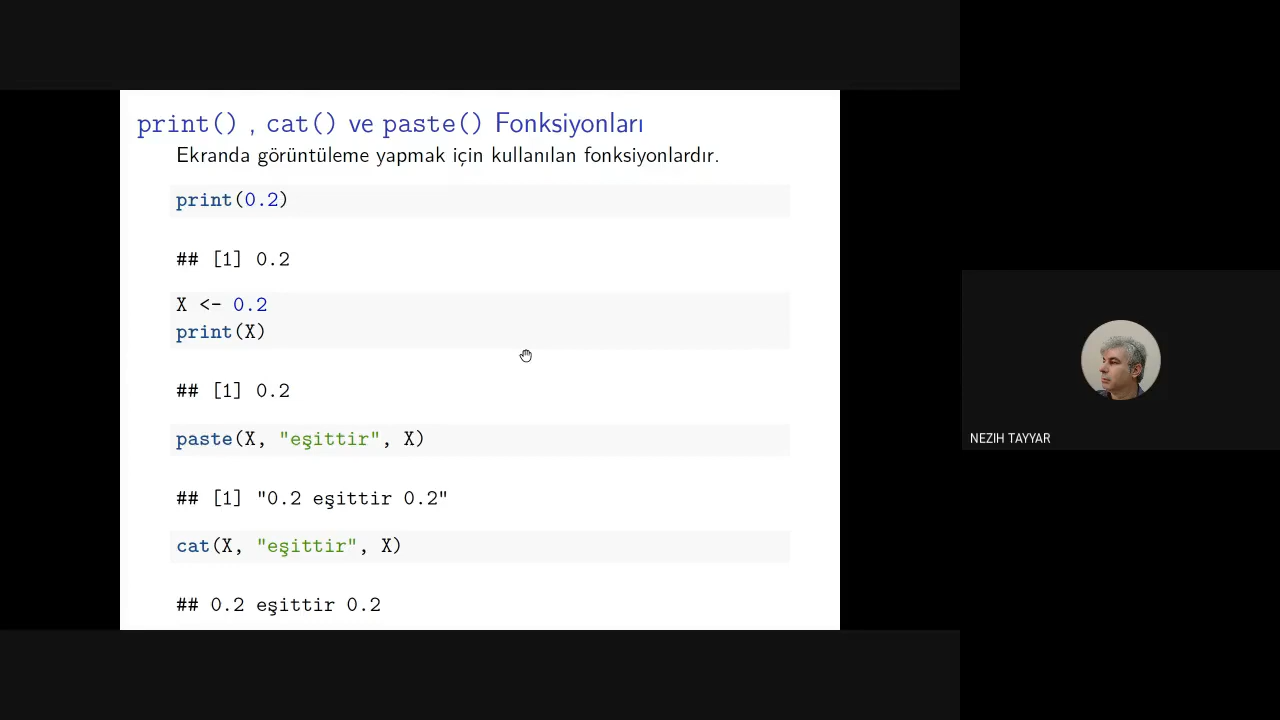 print() , cat() ve paste() Fonksiyonları
Ekranda görüntüleme yapmak için kullanılan fonksiyonlardır.
print(0.2)
## [1] 0.2
X <- 0.2
print(X)
## [1] 0.2
paste(X, "eşittir", X)
## [1] "0.2 eşittir 0.2"
cat(X, "eşittir", X)
## 0.2 eşittir 0.2
NEZIH TAYYAR